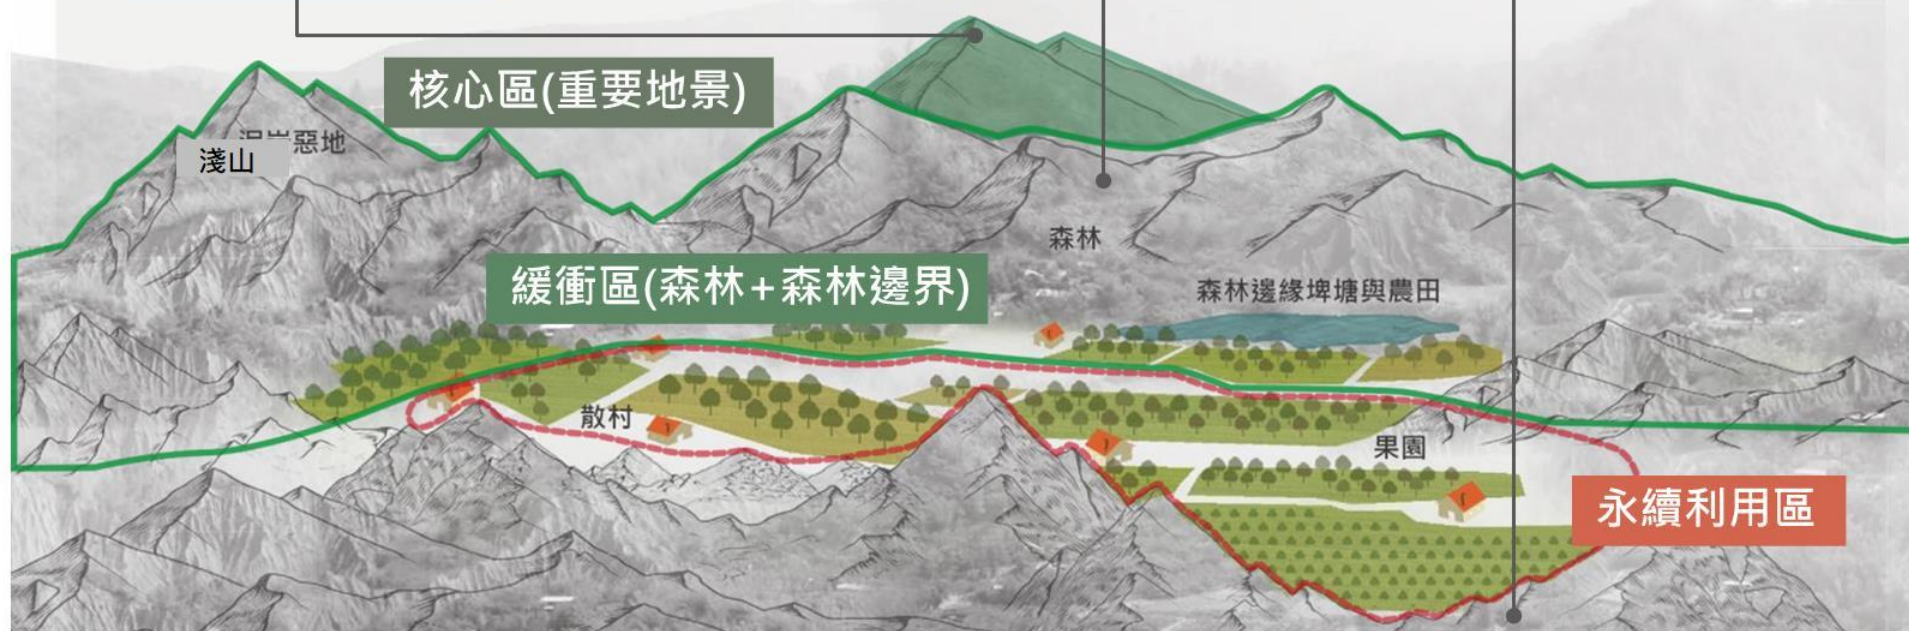 核心區(重要地景)
惡地
淺山
森林
緩衝區(森林+森林邊界)
森林邊緣埤塘與農田
散村
果園
永續利用區